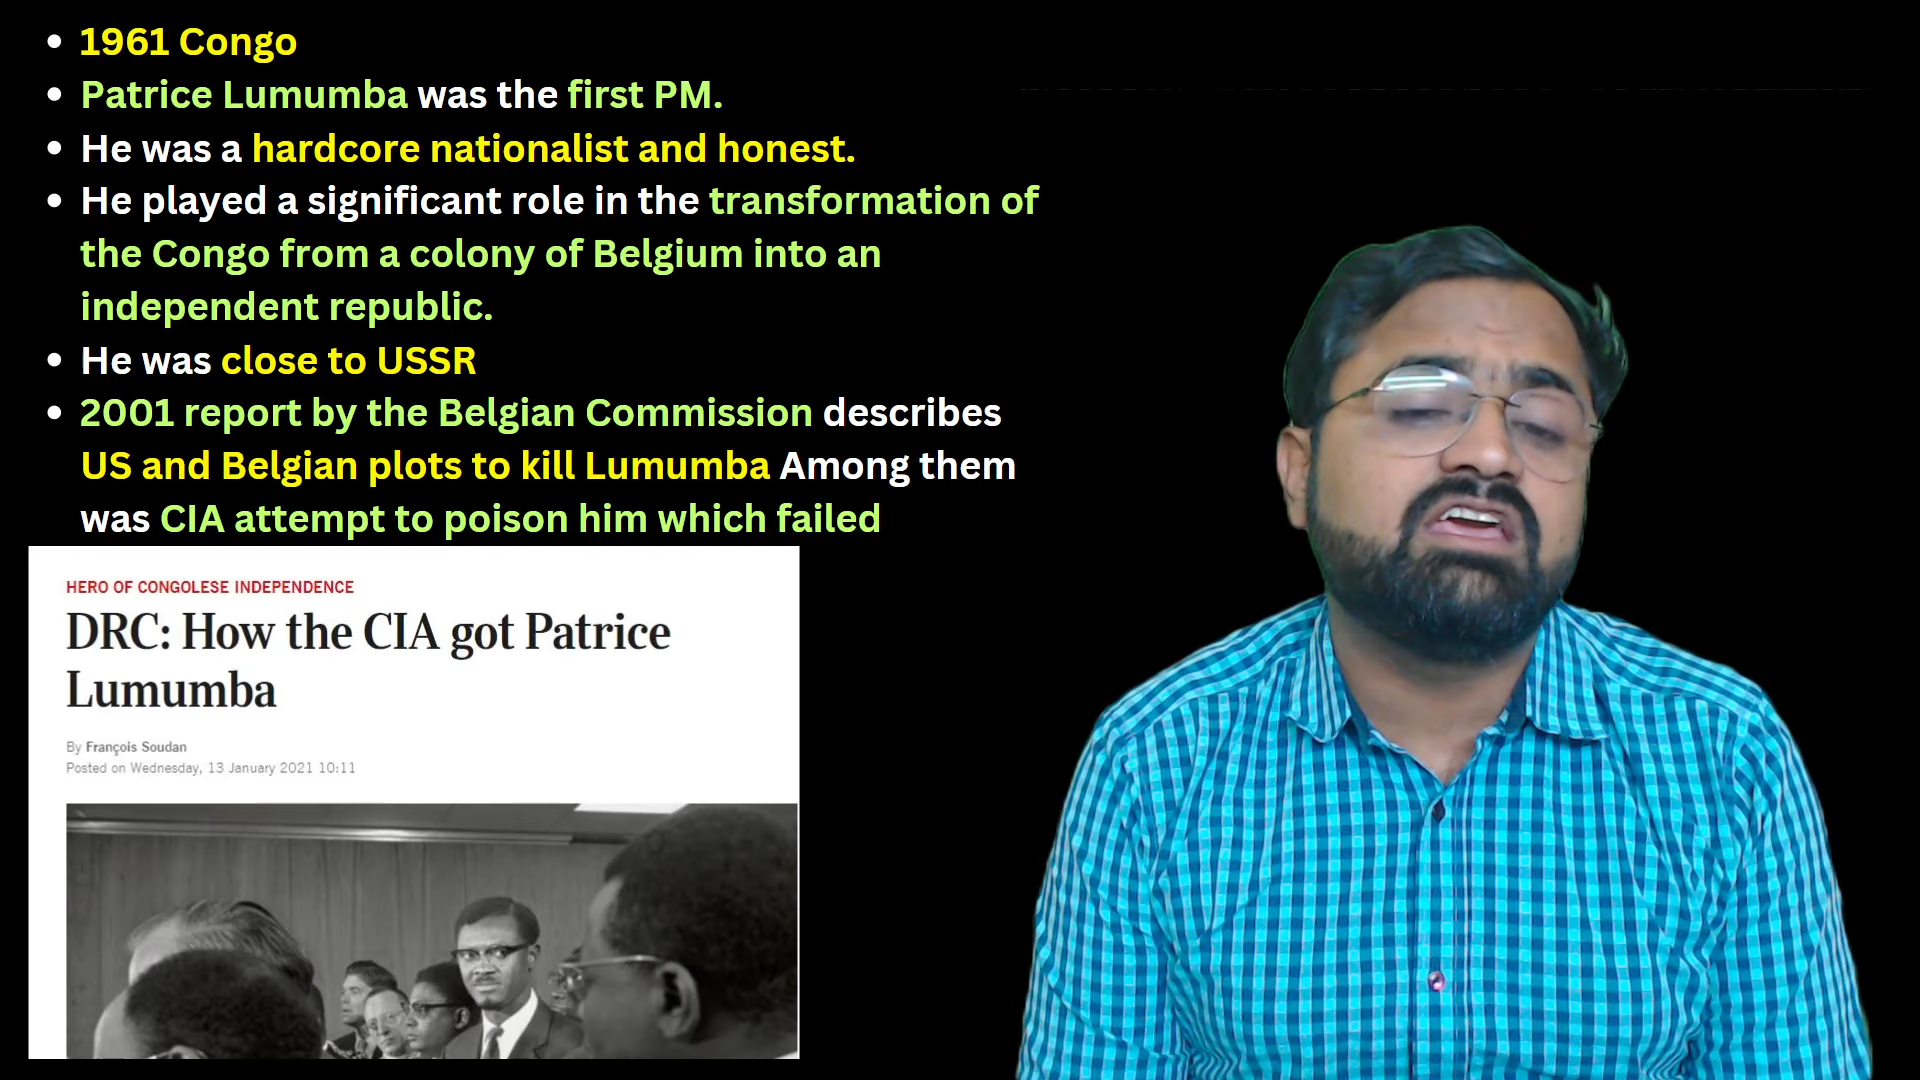 • 1961 Congo
• Patrice Lumumba was the first PM.
• He was a hardcore nationalist and honest.
• He played a significant role in the transformation of
the Congo from a colony of Belgium into an
independent republic.
• He was close to USSR
• 2001 report by the Belgian Commission describes
US and Belgian plots to kill Lumumba Among them
was CIA attempt to poison him which failed
HERO OF CONGOLESE INDEPENDENCE
DRC: How the CIA got Patrice
Lumumba
By François Soudan
Posted on Wednesday, 13 January 2021 10:11